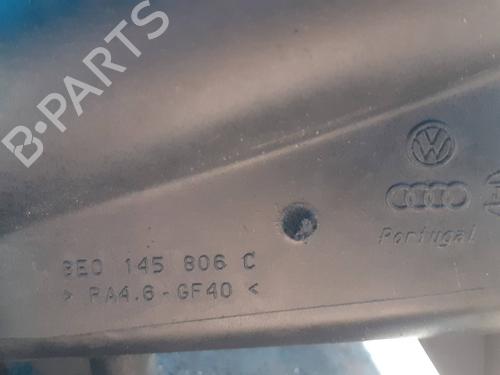 B-PARTS
Portugal
8E0 145 806 C
> PA4.6-GF40 <